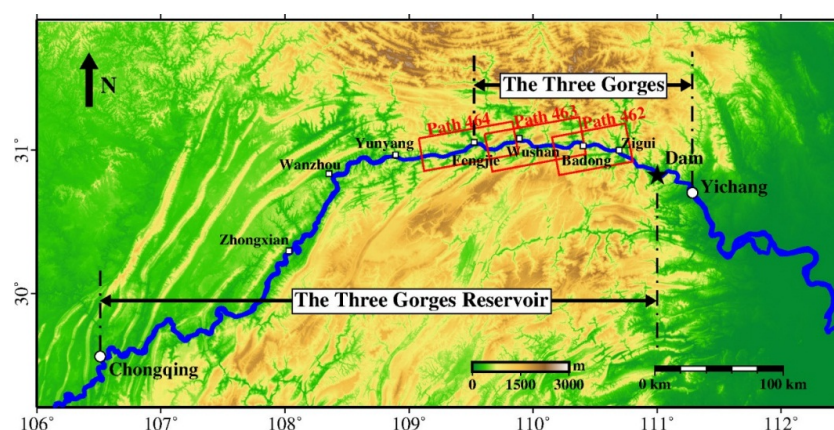 N
The Three Gorges
Path 464
Path 463
Path 462
31°
Yunyang
Wanzhou
Fengjie
Wushan
Badong
Zigui
Dam
Yichang
Zhongxian
30°
The Three Gorges Reservoir
Chongqing
m
0 1500 3000
0 km 100 km
106° 107° 108° 109° 110° 111° 112°